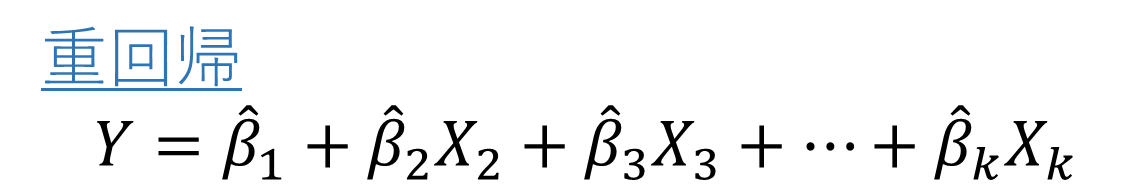 重回帰
Y = β̂₁ + β̂₂X₂ + β̂₃X₃ + ⋯ + β̂ₖXₖ